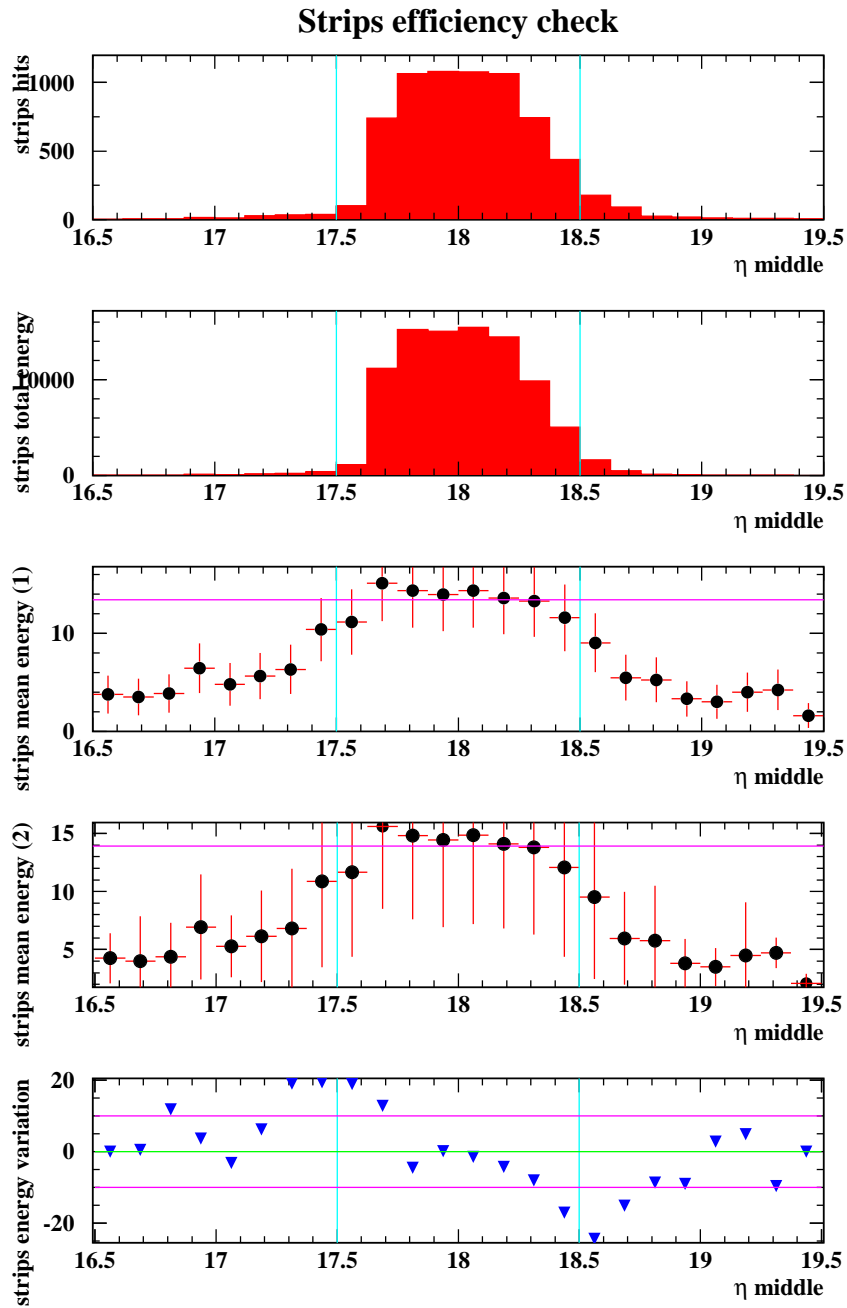 Strips efficiency check
strips hits
1000
500
0
16.5 17 17.5 18 18.5 19 19.5
η middle
strips total energy
10000
0
16.5 17 17.5 18 18.5 19 19.5
η middle
strips mean energy (1)
10
0
16.5 17 17.5 18 18.5 19 19.5
η middle
strips mean energy (2)
15
10
5
16.5 17 17.5 18 18.5 19 19.5
η middle
strips energy variation
20
0
-20
16.5 17 17.5 18 18.5 19 19.5
η middle